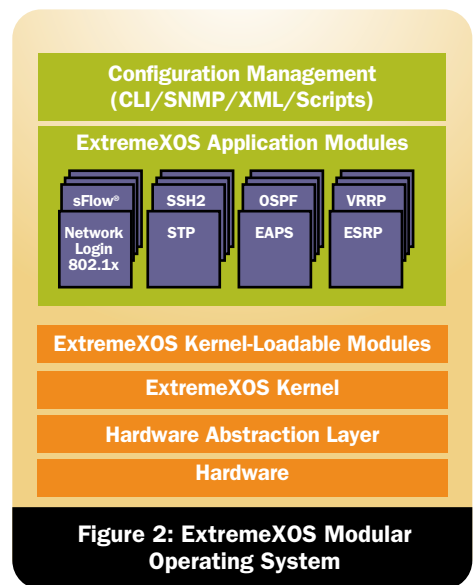 Configuration Management
(CLI/SNMP/XML/Scripts)
ExtremeXOS Application Modules
sFlow®
SSH2
OSPF
VRRP
Network
Login
802.1x
STP
EAPS
ESRP
ExtremeXOS Kernel-Loadable Modules
ExtremeXOS Kernel
Hardware Abstraction Layer
Hardware
Figure 2: ExtremeXOS Modular
Operating System